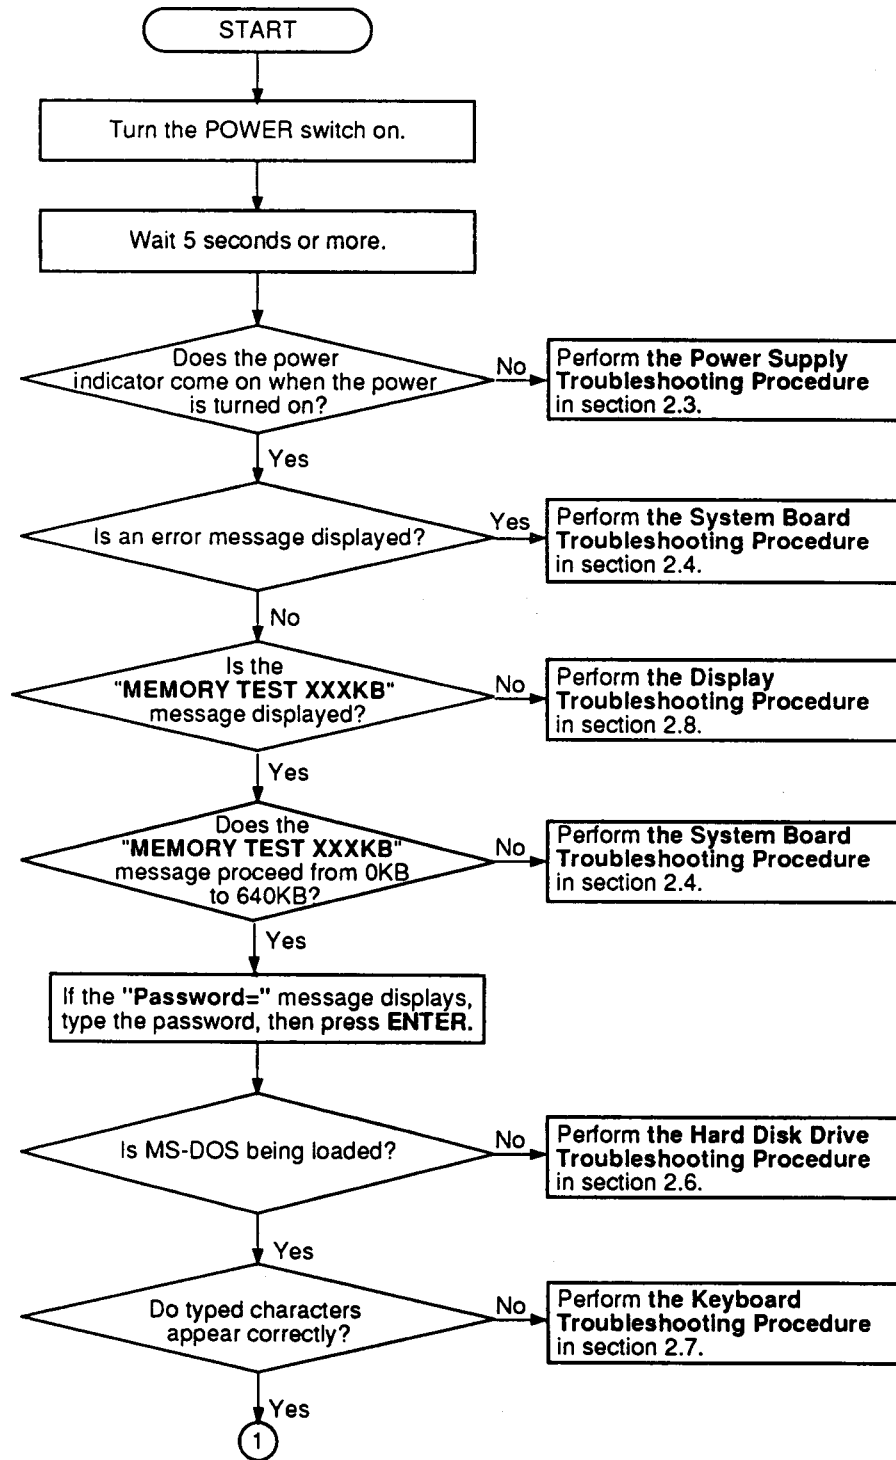 START
Turn the POWER switch on.
Wait 5 seconds or more.
Does the power
indicator come on when the power
is turned on?
No
Perform the Power Supply
Troubleshooting Procedure
in section 2.3.
Yes
Is an error message displayed?
Yes
Perform the System Board
Troubleshooting Procedure
in section 2.4.
No
Is the
"MEMORY TEST XXXKB"
message displayed?
No
Perform the Display
Troubleshooting Procedure
in section 2.8.
Yes
Does the
"MEMORY TEST XXXKB"
message proceed from 0KB
to 640KB?
No
Perform the System Board
Troubleshooting Procedure
in section 2.4.
Yes
If the "Password=" message displays,
type the password, then press ENTER.
Is MS-DOS being loaded?
No
Perform the Hard Disk Drive
Troubleshooting Procedure
in section 2.6.
Yes
Do typed characters
appear correctly?
No
Perform the Keyboard
Troubleshooting Procedure
in section 2.7.
Yes
1